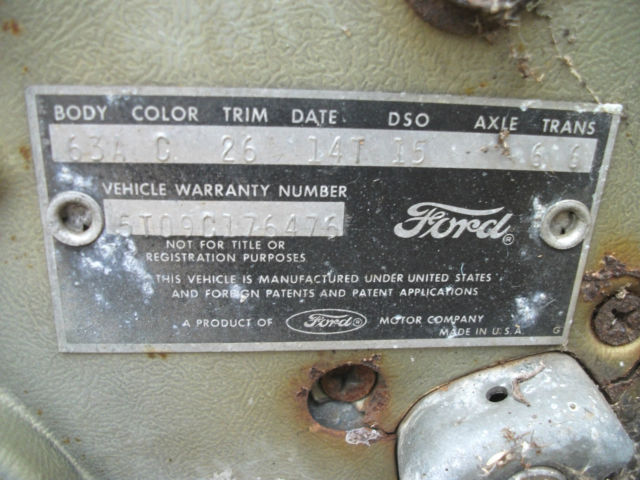 BODY COLOR TRIM DATE DSO AXLE TRANS
63A 26 14T 15 6 6
VEHICLE WARRANTY NUMBER
5T09C176476
Ford®
NOT FOR TITLE OR
REGISTRATION PURPOSES
THIS VEHICLE IS MANUFACTURED UNDER UNITED STATES
AND FOREIGN PATENTS AND PATENT APPLICATIONS
A PRODUCT OF Ford® MOTOR COMPANY
MADE IN U.S.A. G